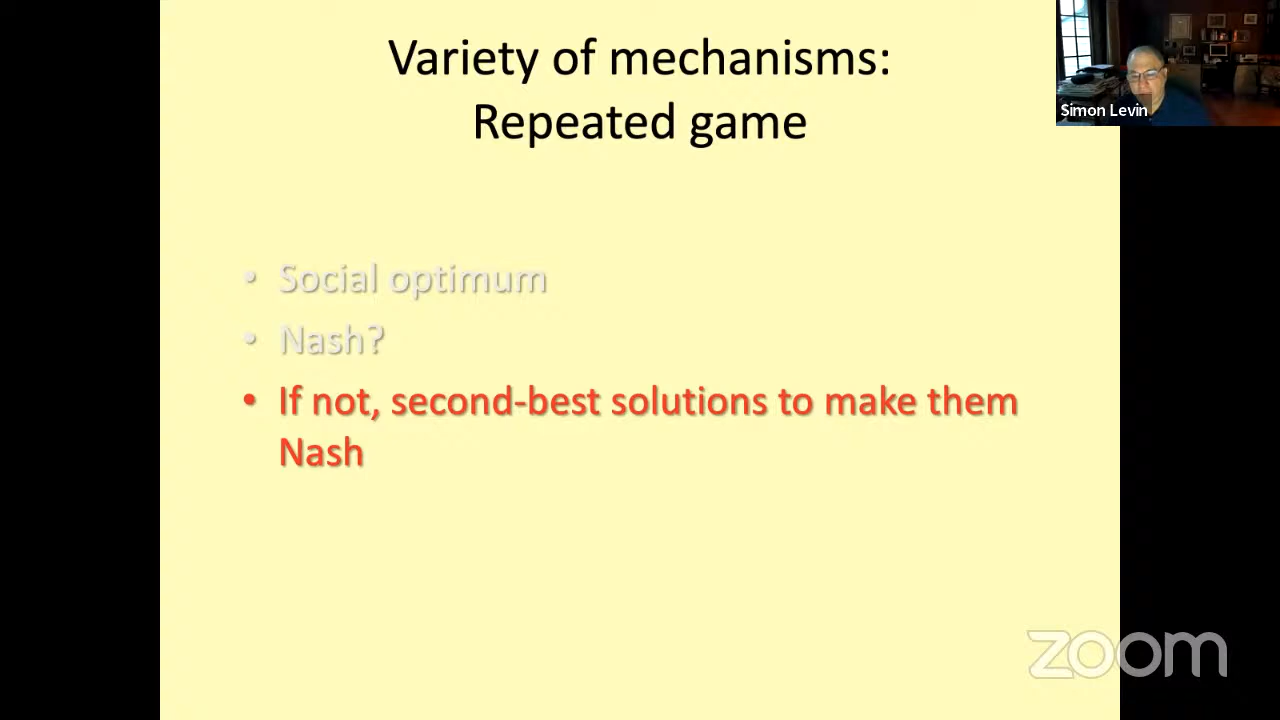 Variety of mechanisms:
Repeated game
Simon Levin
• Social optimum
• Nash?
• If not, second-best solutions to make them
Nash
zoom